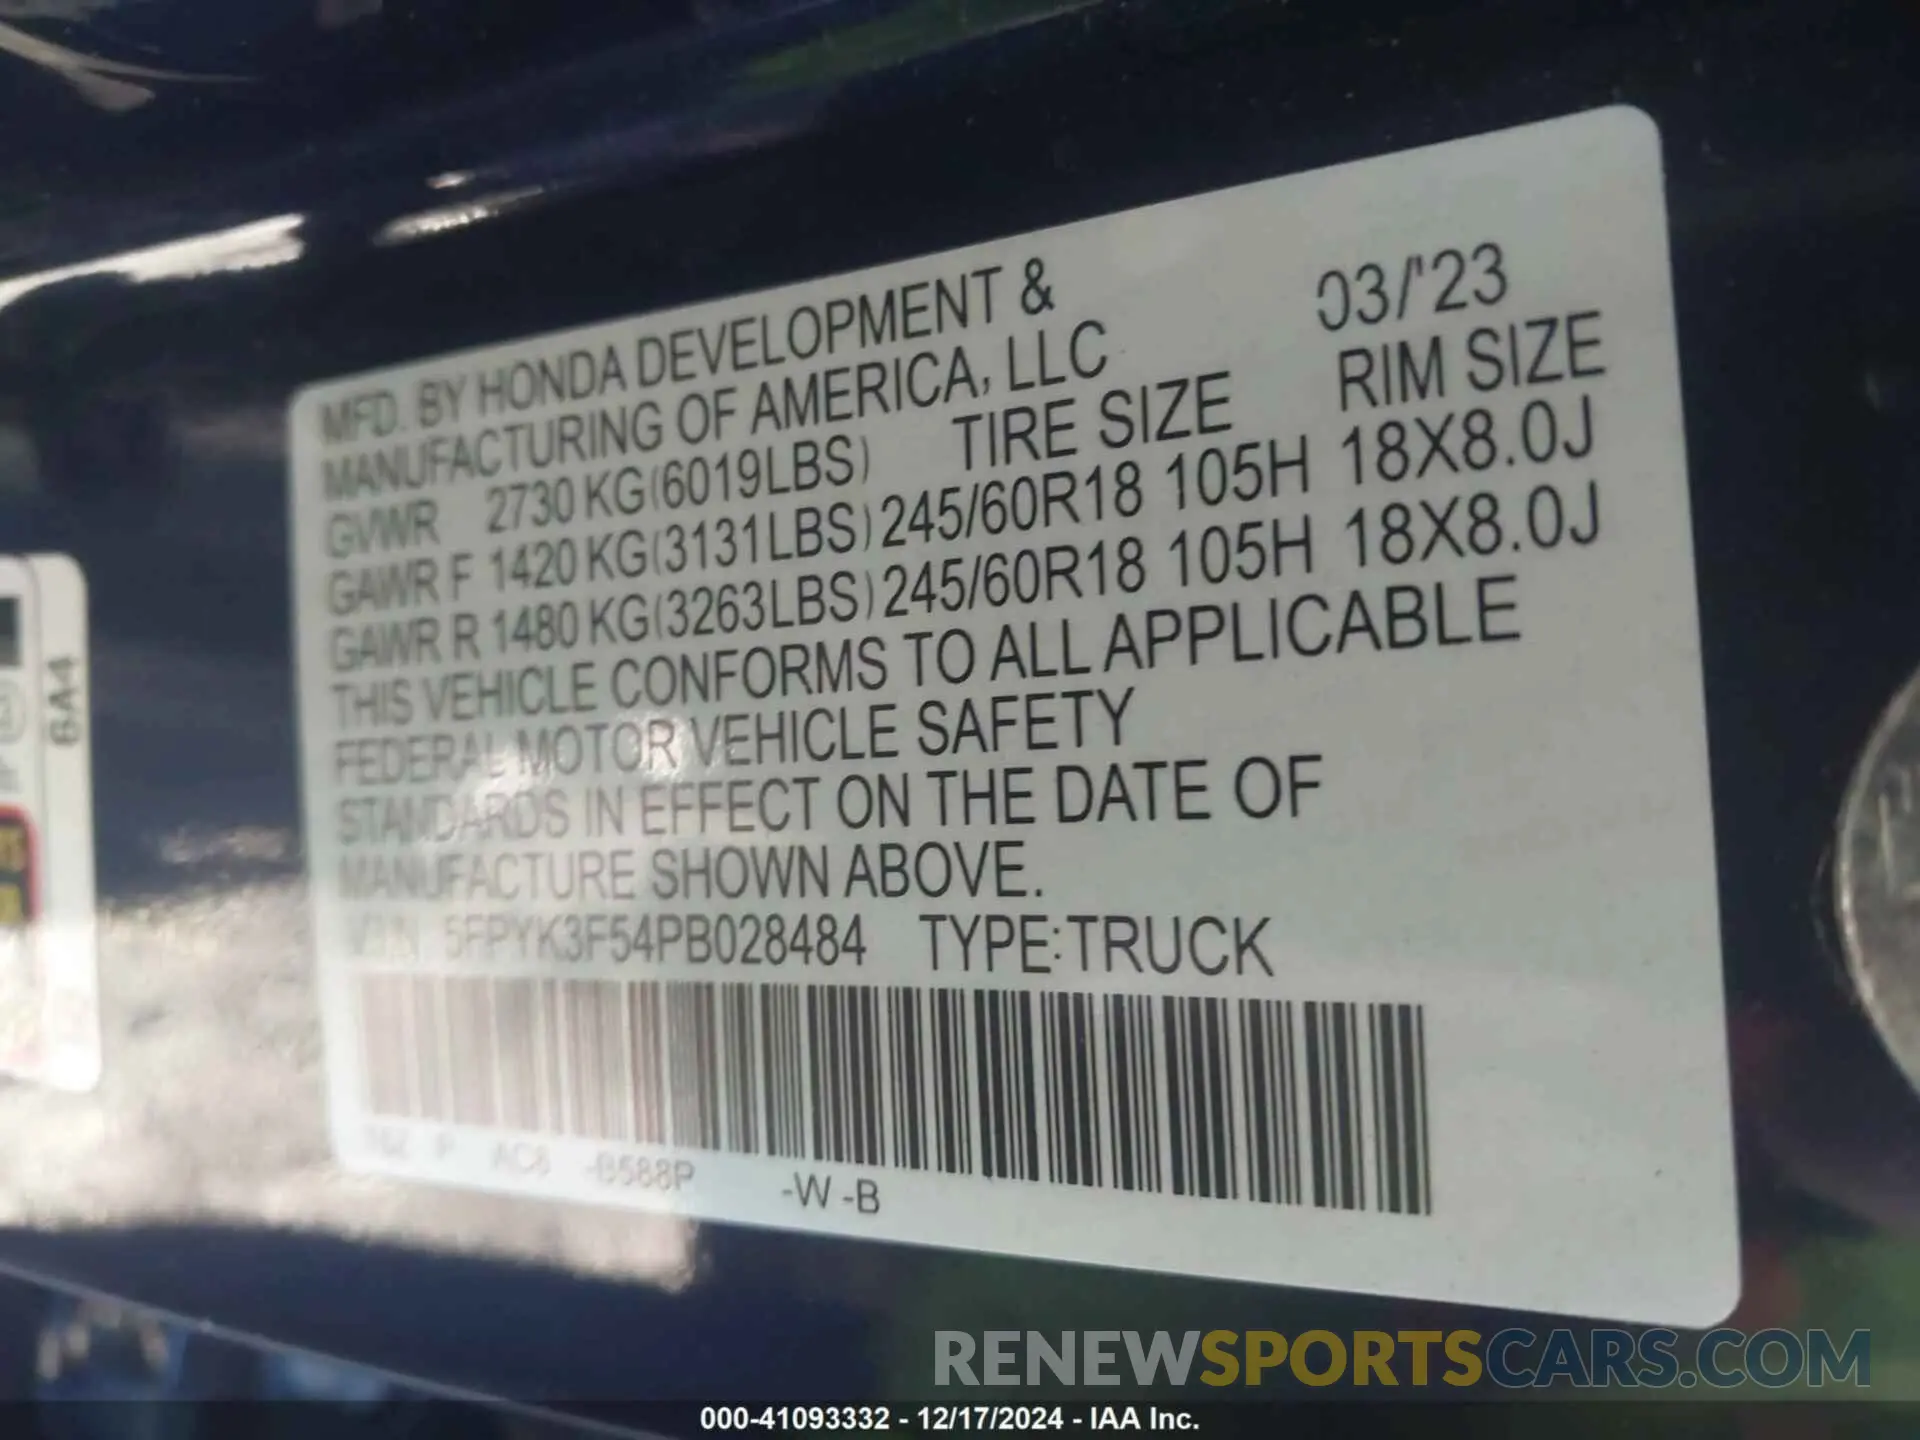 MFD. BY HONDA DEVELOPMENT &
MANUFACTURING OF AMERICA, LLC 03/'23
GVWR 2730 KG(6019LBS) TIRE SIZE RIM SIZE
GAWR F 1420 KG(3131LBS) 245/60R18 105H 18X8.0J
GAWR R 1480 KG(3263LBS) 245/60R18 105H 18X8.0J
THIS VEHICLE CONFORMS TO ALL APPLICABLE
FEDERAL MOTOR VEHICLE SAFETY
STANDARDS IN EFFECT ON THE DATE OF
MANUFACTURE SHOWN ABOVE.
VIN 5FPYK3F54PB028484 TYPE:TRUCK
P AC8 -B588P -W -B
6A4
RENEWSPORTSCARS.COM
000-41093332 - 12/17/2024 - IAA Inc.